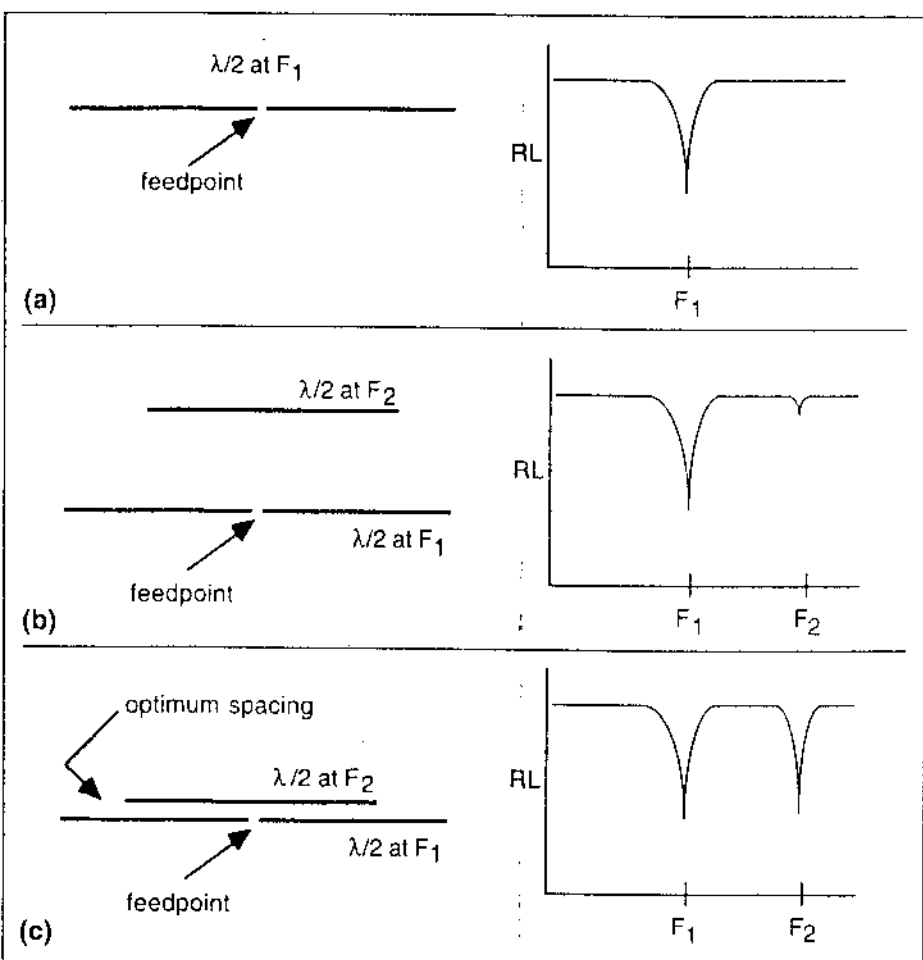 λ/2 at F₁
feedpoint
RL
F₁
(a)
λ/2 at F₂
λ/2 at F₁
feedpoint
RL
F₁ F₂
(b)
optimum spacing
λ/2 at F₂
λ/2 at F₁
feedpoint
RL
F₁ F₂
(c)